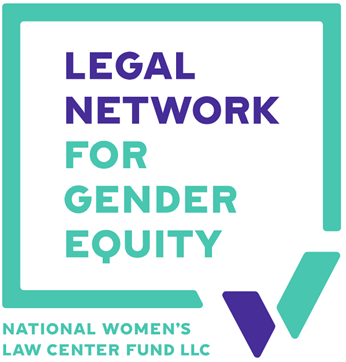 LEGAL
NETWORK
FOR
GENDER
EQUITY
NATIONAL WOMEN'S
LAW CENTER FUND LLC